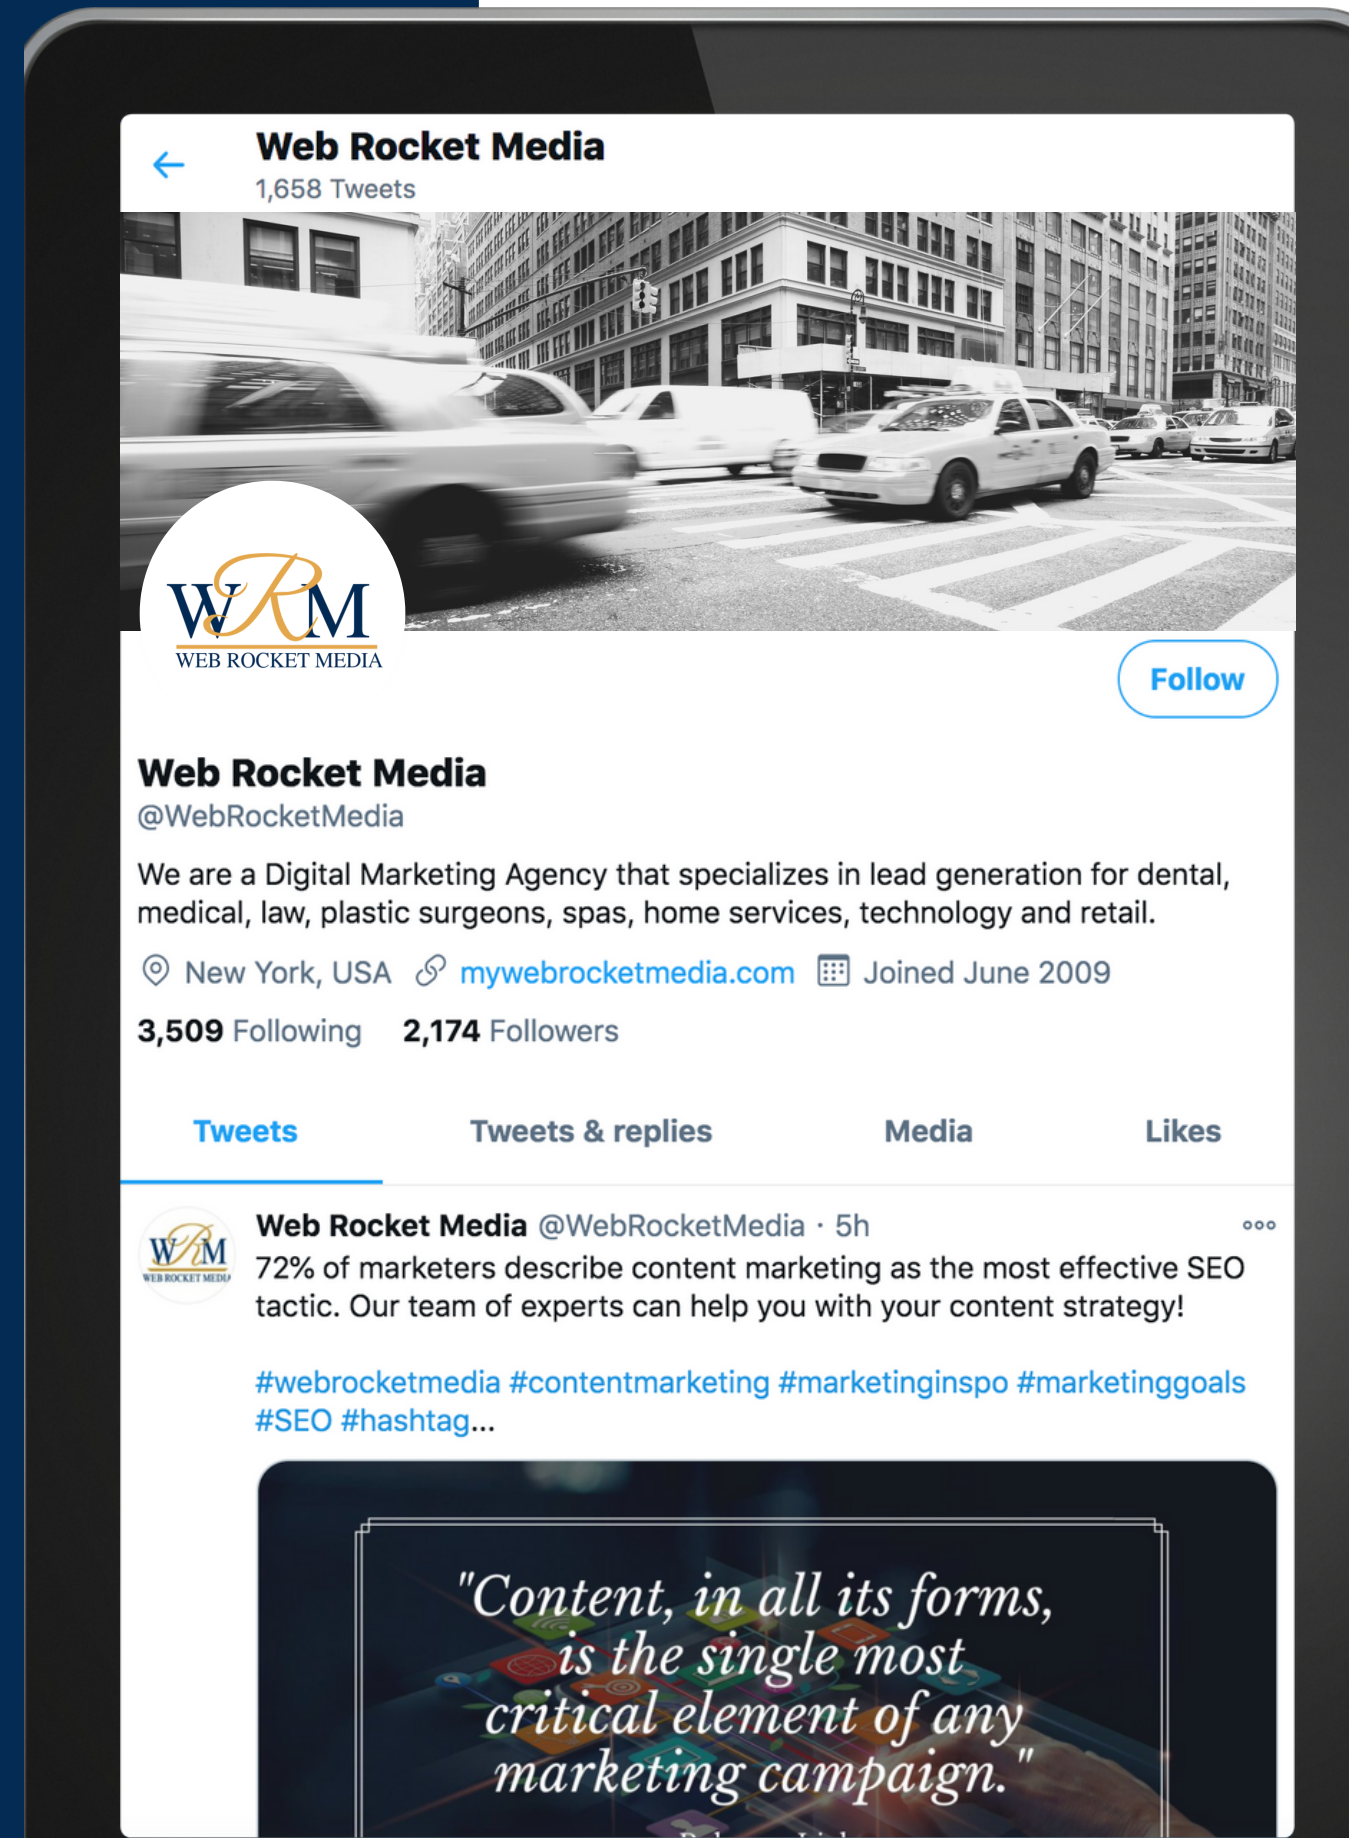 Web Rocket Media
1,658 Tweets
WRM
WEB ROCKET MEDIA
Follow
Web Rocket Media
@WebRocketMedia
We are a Digital Marketing Agency that specializes in lead generation for dental,
medical, law, plastic surgeons, spas, home services, technology and retail.
New York, USA mywebrocketmedia.com Joined June 2009
3,509 Following 2,174 Followers
Tweets Tweets & replies Media Likes
WRM
WEB ROCKET MEDIA
Web Rocket Media @WebRocketMedia · 5h
72% of marketers describe content marketing as the most effective SEO
tactic. Our team of experts can help you with your content strategy!
#webrocketmedia #contentmarketing #marketinginspo #marketinggoals
#SEO #hashtag...
"Content, in all its forms,
is the single most
critical element of any
marketing campaign."